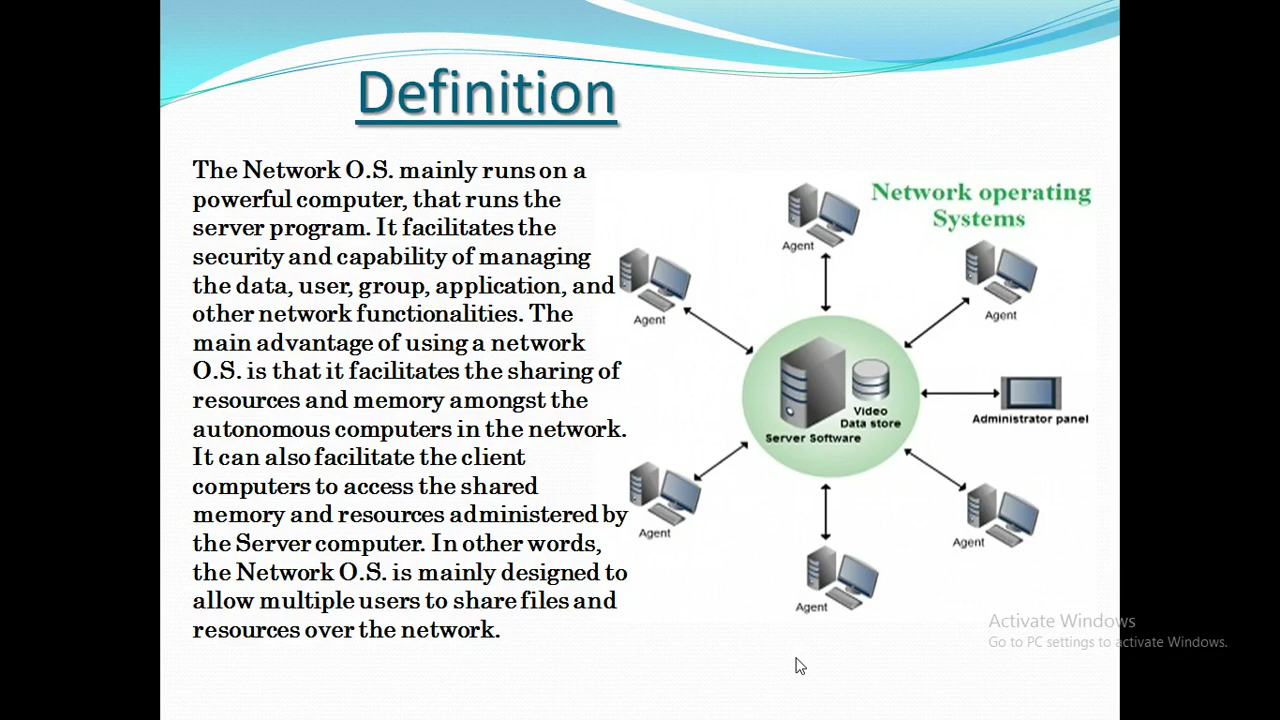 Definition
The Network O.S. mainly runs on a
powerful computer, that runs the
server program. It facilitates the
security and capability of managing
the data, user, group, application, and
other network functionalities. The
main advantage of using a network
O.S. is that it facilitates the sharing of
resources and memory amongst the
autonomous computers in the network.
It can also facilitate the client
computers to access the shared
memory and resources administered by
the Server computer. In other words,
the Network O.S. is mainly designed to
allow multiple users to share files and
resources over the network.
Network operating
Systems
Agent
Agent
Agent
Video
Data store
Server Software
Administrator panel
Agent
Agent
Agent
Activate Windows
Go to PC settings to activate Windows.